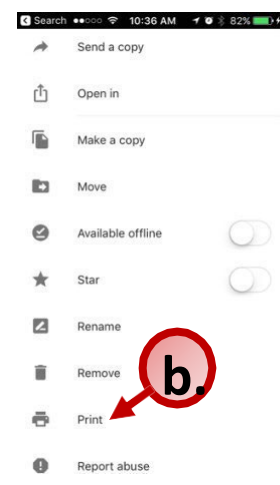 Search 10:36 AM 82%
Send a copy
Open in
Make a copy
Move
Available offline
Star
Rename
Remove
b.
Print
Report abuse